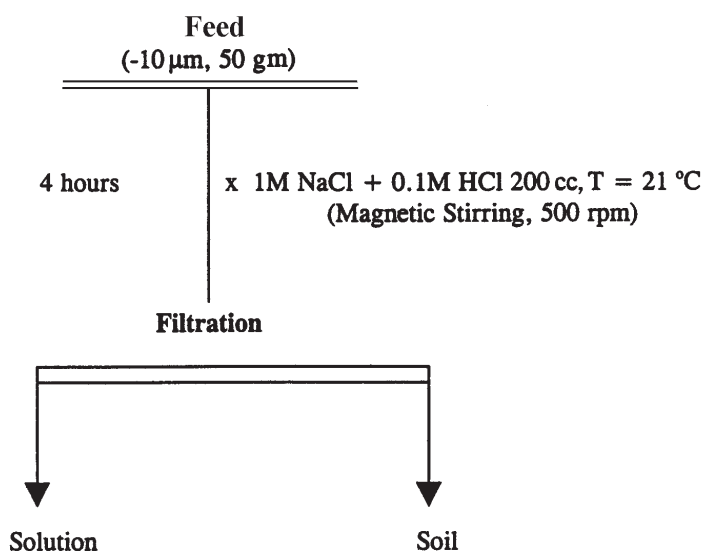 Feed
(-10 μm, 50 gm)
4 hours
x 1M NaCl + 0.1M HCl 200 cc, T = 21 °C
(Magnetic Stirring, 500 rpm)
Filtration
Solution
Soil